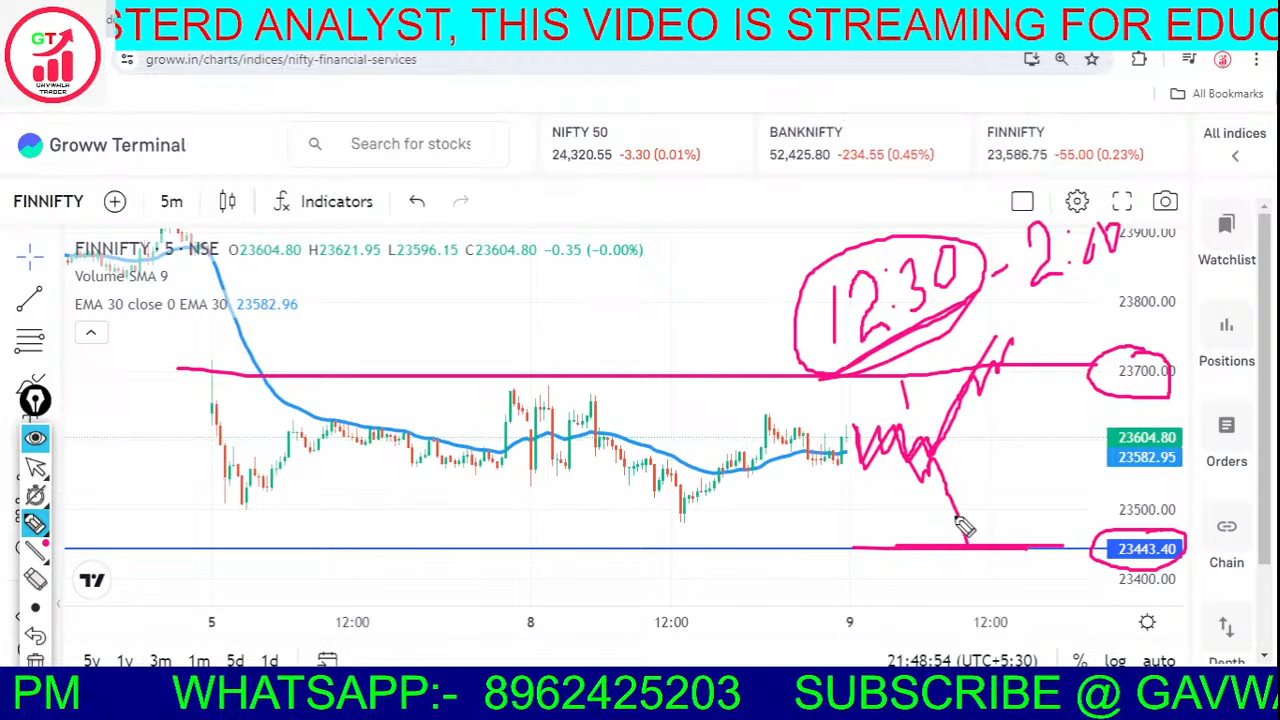 STERD ANALYST, THIS VIDEO IS STREAMING FOR EDUC
GT
GAVWALA
TRADER
groww.in/charts/indices/nifty-financial-services
All Bookmarks
Groww Terminal
Search for stocks
NIFTY 50
24,320.55 -3.30 (0.01%)
BANKNIFTY
52,425.80 -234.55 (0.45%)
FINNIFTY
23,586.75 -55.00 (0.23%)
All indices
FINNIFTY
5m
Indicators
FINNIFTY · 5 · NSE O23604.80 H23621.95 L23596.15 C23604.80 -0.35 (-0.00%)
Volume SMA 9
EMA 30 close 0 EMA 30 23582.96
12:30 - 2:00
23900.00
23800.00
23700.00
23604.80
23582.95
23500.00
23443.40
23400.00
Watchlist
Positions
Orders
Chain
Depth
5 12:00 8 12:00 9 12:00
5y 1y 3m 1m 5d 1d
21:48:54 (UTC+5:30) % log auto
PM WHATSAPP:- 8962425203 SUBSCRIBE @ GAVWA